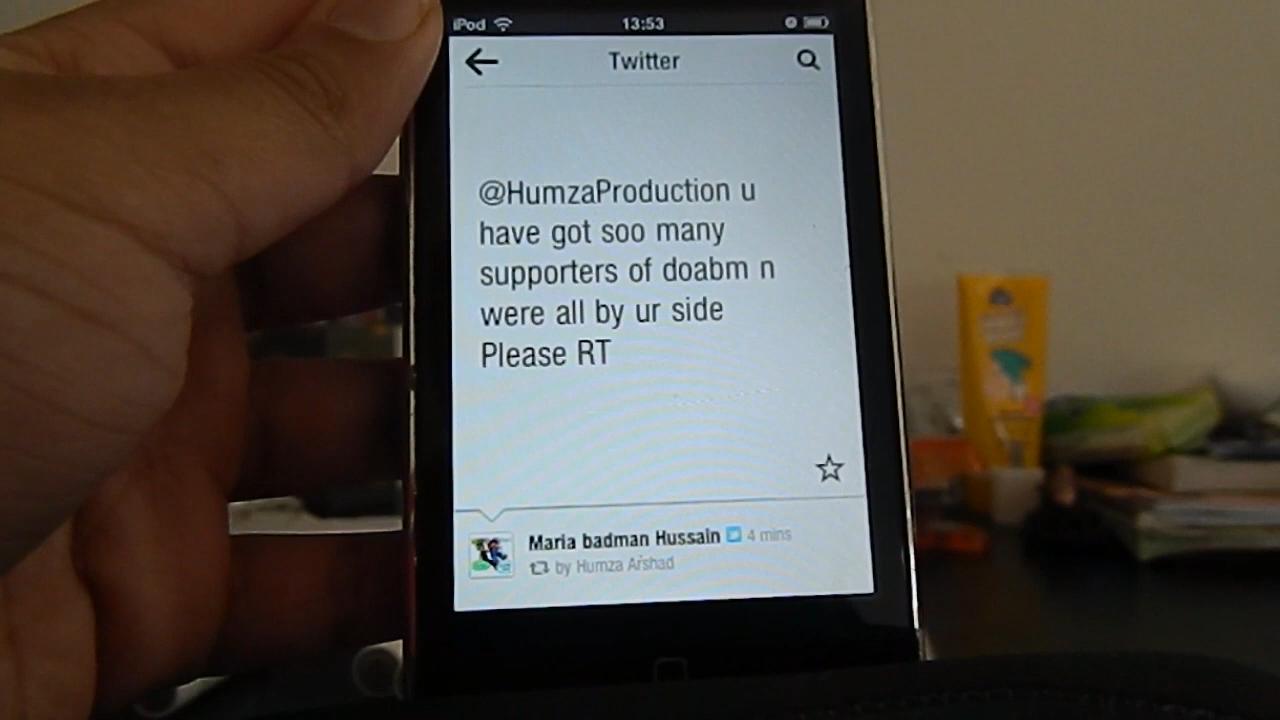 iPod 13:53
Twitter
@HumzaProduction u
have got soo many
supporters of doabm n
were all by ur side
Please RT
Maria badman Hussain 4 mins
by Humza Arshad